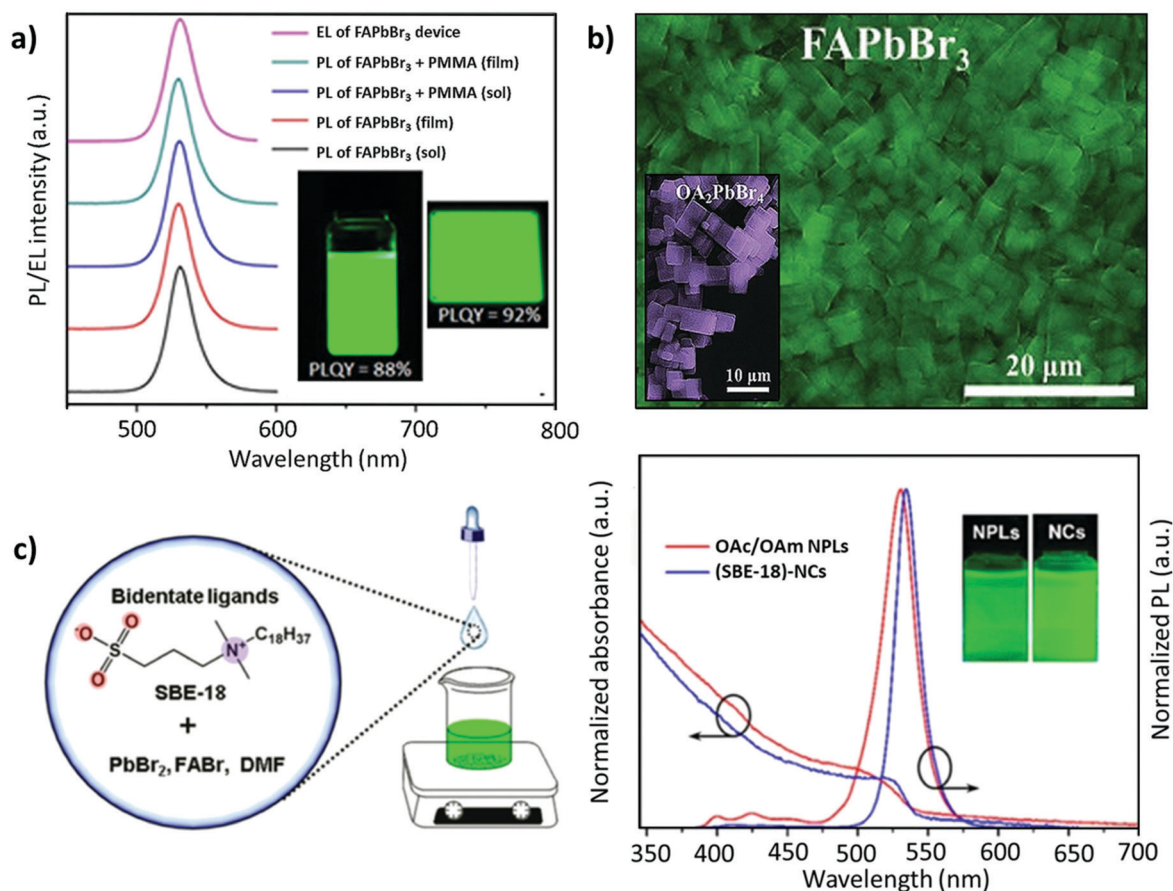 a)
EL of FAPbBr₃ device
PL of FAPbBr₃ + PMMA (film)
PL of FAPbBr₃ + PMMA (sol)
PL of FAPbBr₃ (film)
PL of FAPbBr₃ (sol)
PL/EL intensity (a.u.)
PLQY = 88%
PLQY = 92%
500 600 700 800
Wavelength (nm)
b)
FAPbBr₃
OA₂PbBr₄
10 µm
20 µm
c)
Bidentate ligands
-O O
S
O
N⁺
C₁₈H₃₇
SBE-18
+
PbBr₂, FABr, DMF
Normalized absorbance (a.u.)
OAc/OAm NPLs
(SBE-18)-NCs
NPLs NCs
Normalized PL (a.u.)
350 400 450 500 550 600 650 700
Wavelength (nm)